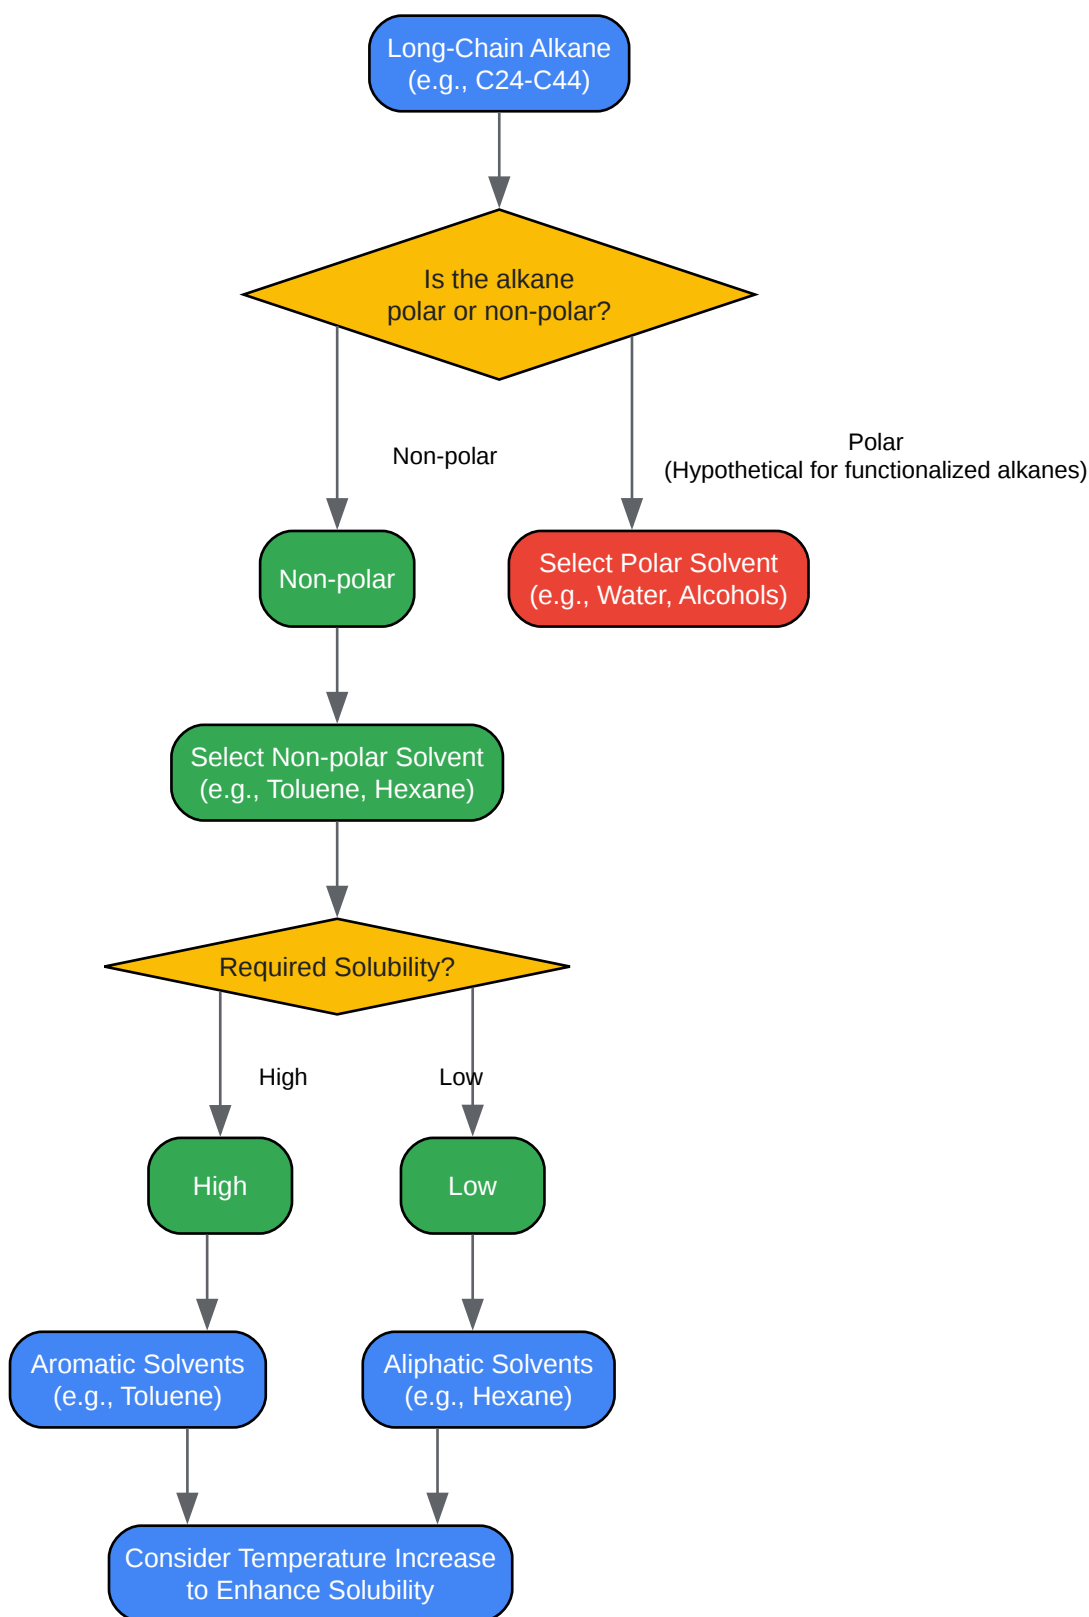 Long-Chain Alkane
(e.g., C24-C44)
Is the alkane
polar or non-polar?
Non-polar
Polar
(Hypothetical for functionalized alkanes)
Non-polar
Select Polar Solvent
(e.g., Water, Alcohols)
Select Non-polar Solvent
(e.g., Toluene, Hexane)
Required Solubility?
High
Low
High
Low
Aromatic Solvents
(e.g., Toluene)
Aliphatic Solvents
(e.g., Hexane)
Consider Temperature Increase
to Enhance Solubility